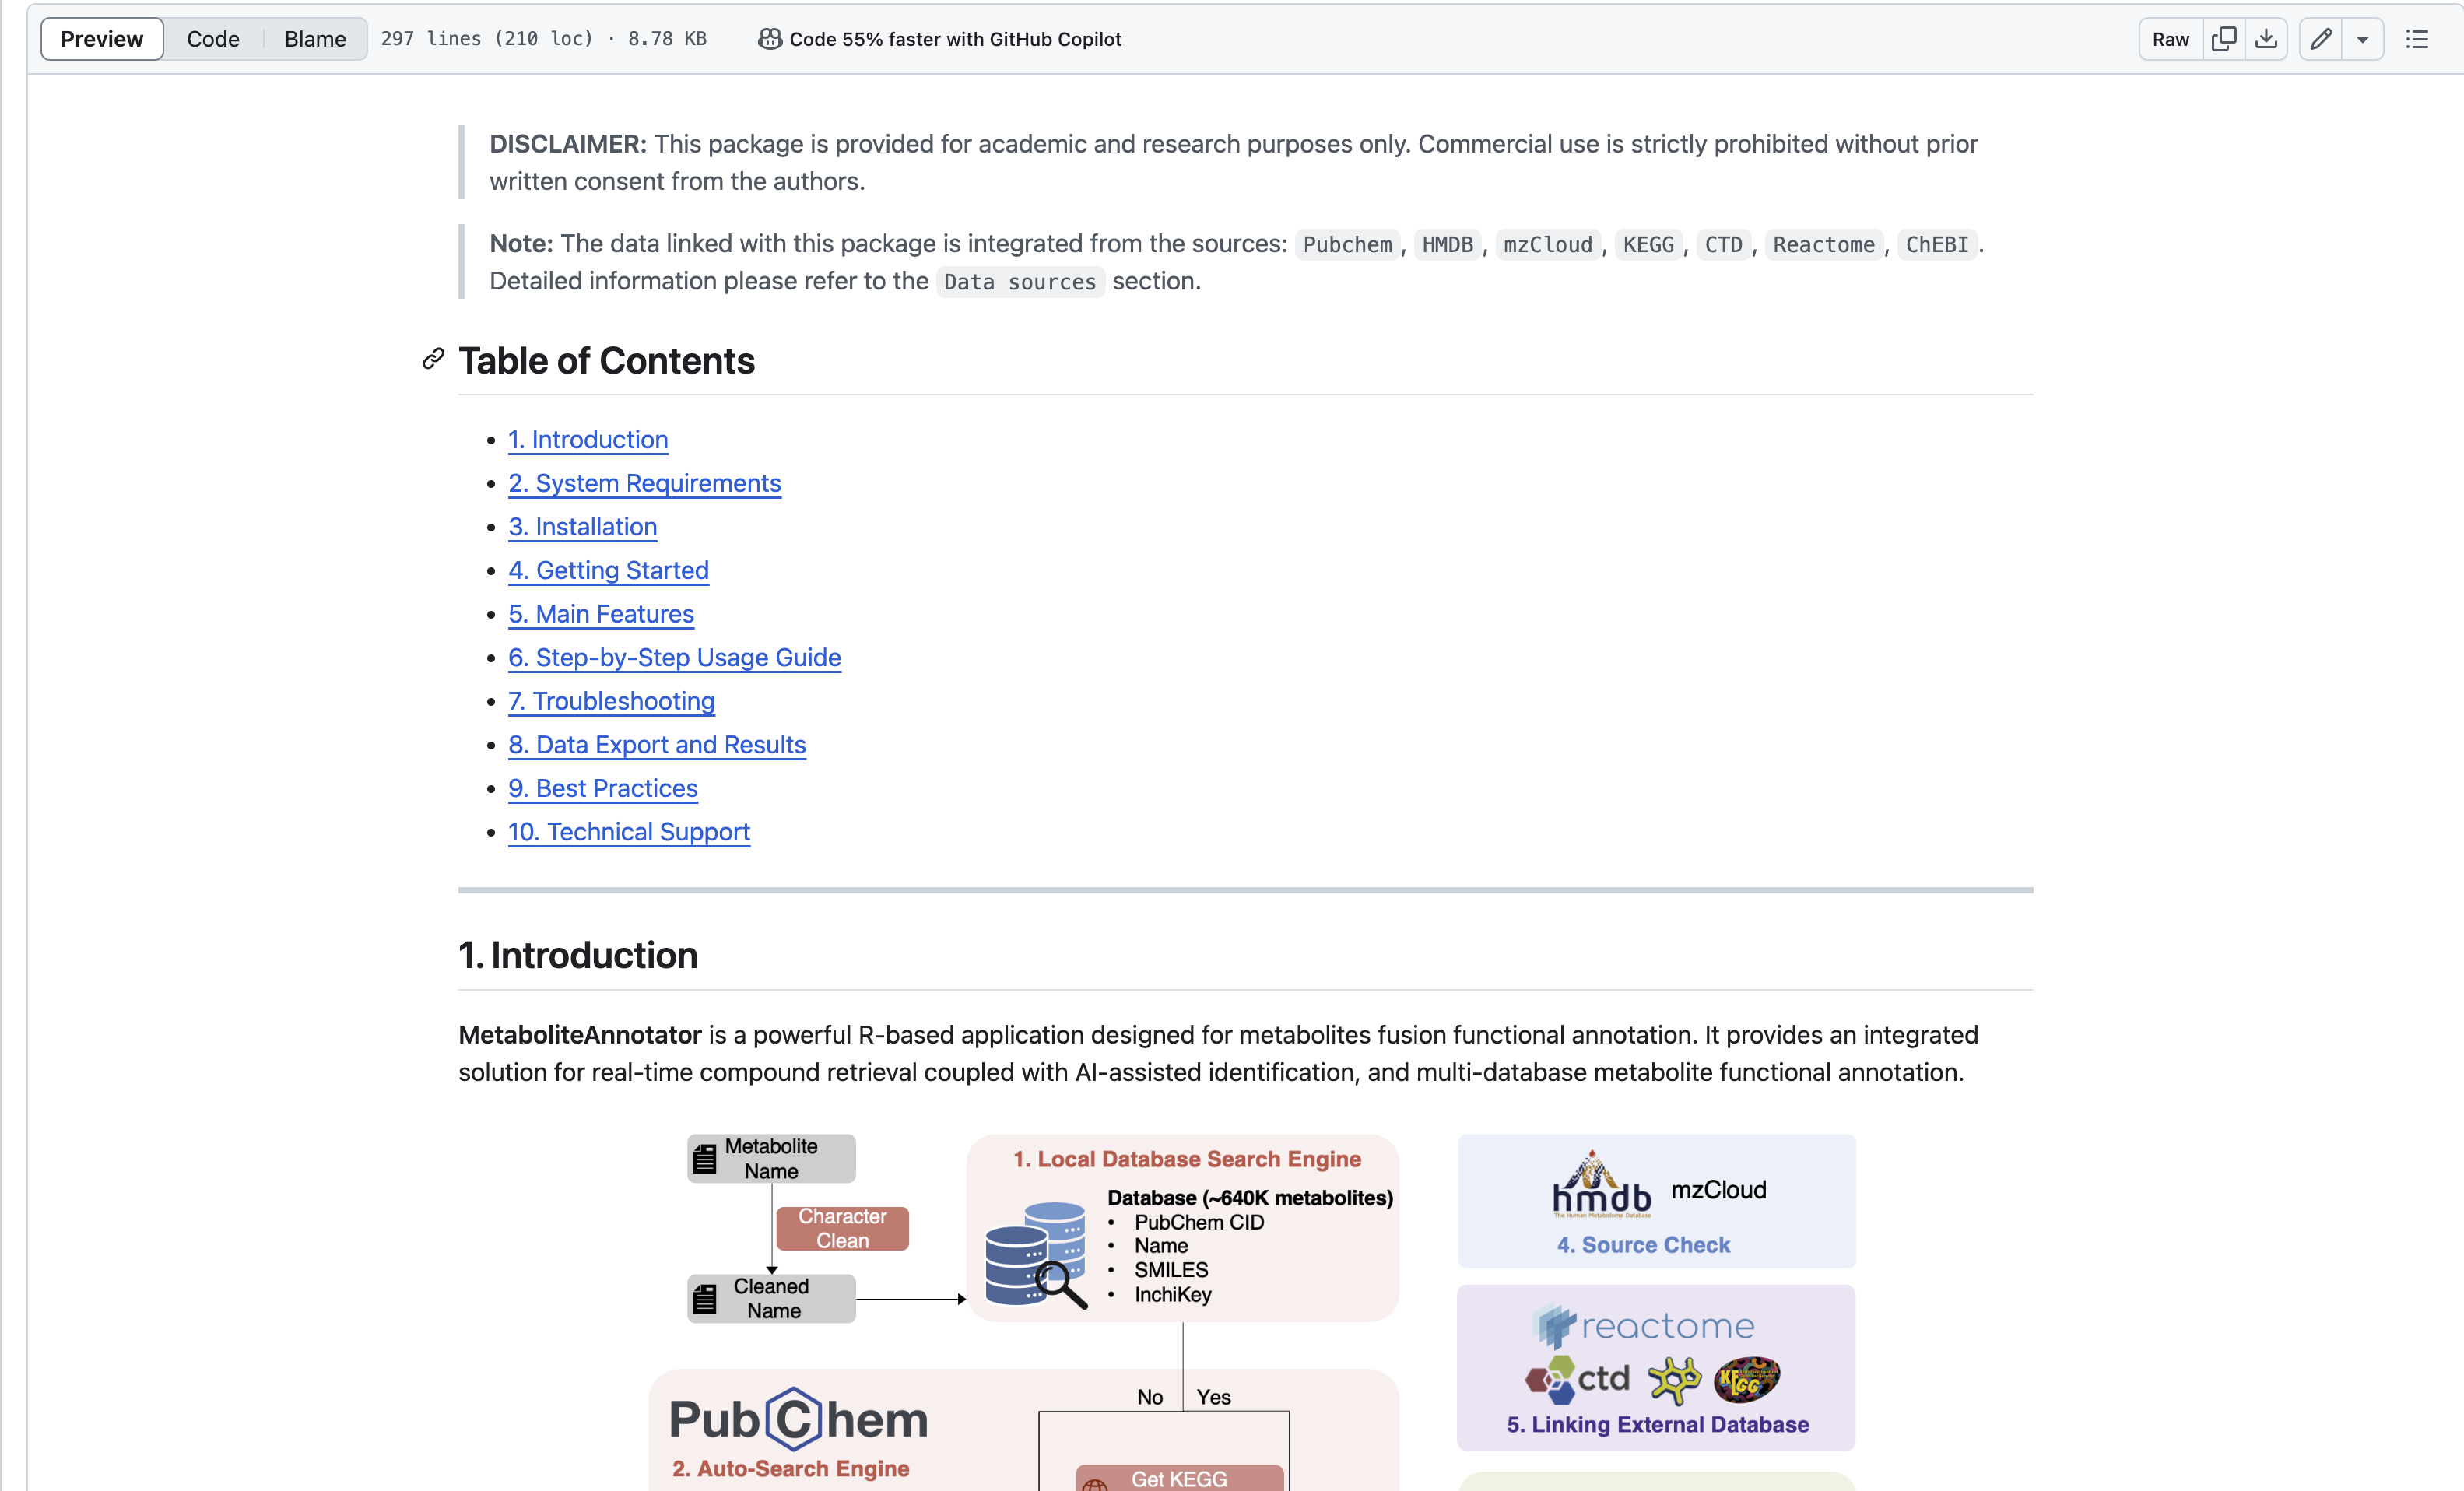 Preview Code Blame 297 lines (210 loc) · 8.78 KB Code 55% faster with GitHub Copilot Raw
DISCLAIMER: This package is provided for academic and research purposes only. Commercial use is strictly prohibited without prior
written consent from the authors.
Note: The data linked with this package is integrated from the sources: Pubchem, HMDB, mzCloud, KEGG, CTD, Reactome, ChEBI.
Detailed information please refer to the Data sources section.
Table of Contents
• 1. Introduction
• 2. System Requirements
• 3. Installation
• 4. Getting Started
• 5. Main Features
• 6. Step-by-Step Usage Guide
• 7. Troubleshooting
• 8. Data Export and Results
• 9. Best Practices
• 10. Technical Support
1. Introduction
MetaboliteAnnotator is a powerful R-based application designed for metabolites fusion functional annotation. It provides an integrated
solution for real-time compound retrieval coupled with AI-assisted identification, and multi-database metabolite functional annotation.
Metabolite
Name
Character
Clean
Cleaned
Name
1. Local Database Search Engine
Database (~640K metabolites)
• PubChem CID
• Name
• SMILES
• InchiKey
No Yes
PubChem
2. Auto-Search Engine
Get KEGG
hmdb
The Human Metabolome Database
mzCloud
4. Source Check
reactome
ctd
KEGG
5. Linking External Database